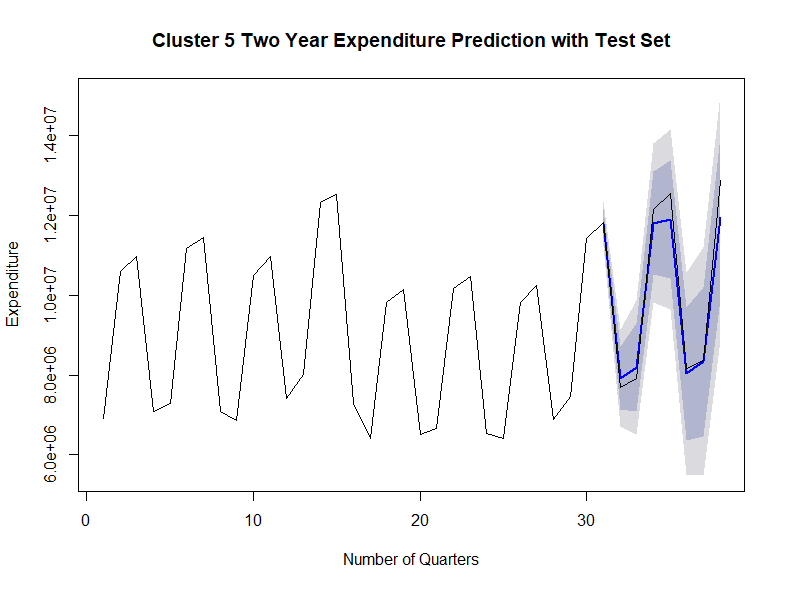 Cluster 5 Two Year Expenditure Prediction with Test Set
1.4e+07
1.2e+07
1.0e+07
8.0e+06
6.0e+06
Expenditure
0 10 20 30
Number of Quarters